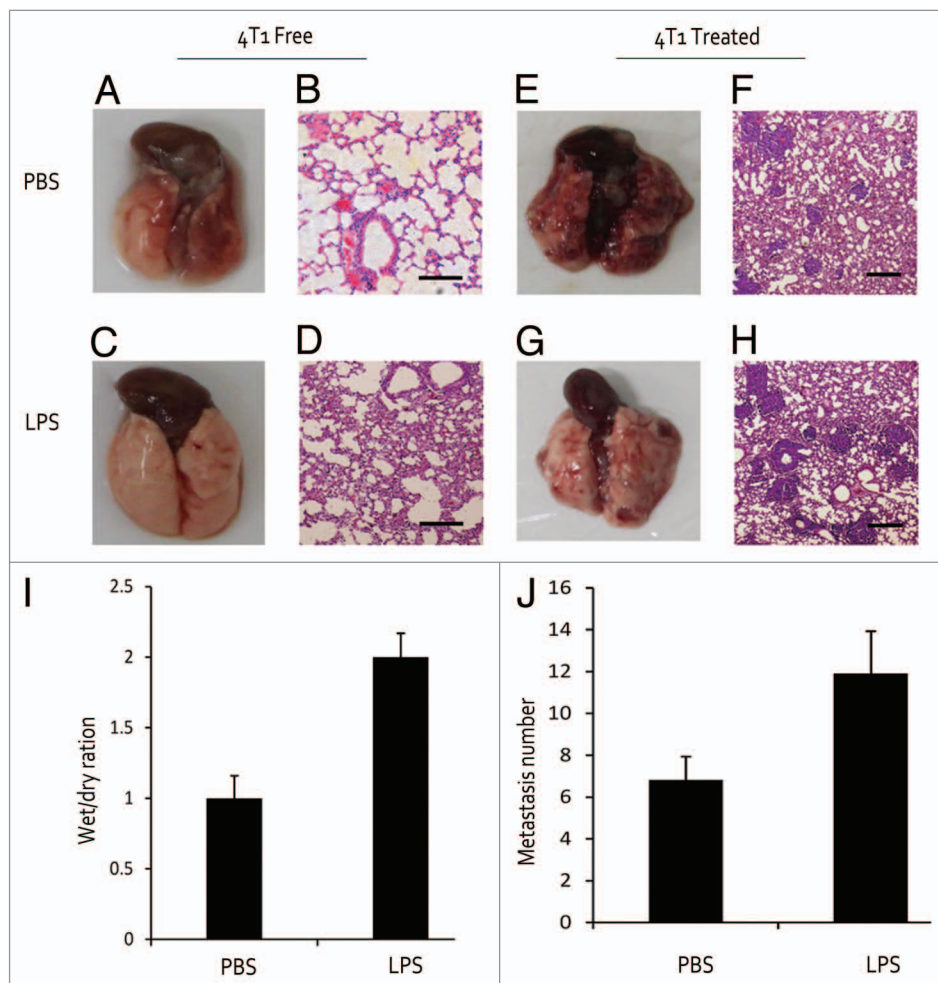 4T1 Free
4T1 Treated
A
B
E
F
PBS
C
D
G
H
LPS
I
2.5
2
1.5
1
0.5
0
Wet/dry ration
PBS
LPS
J
16
14
12
10
8
6
4
2
0
Metastasis number
PBS
LPS